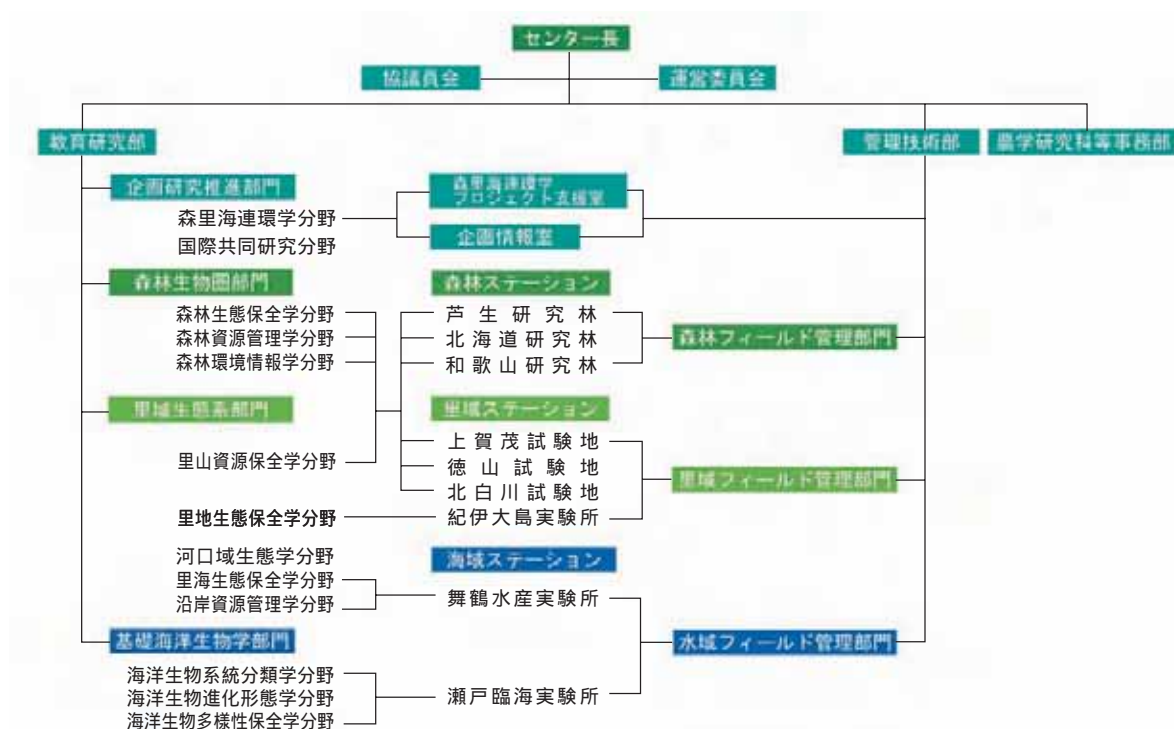 センター長
協議員会
運営委員会
教育研究部
管理技術部
農学研究科等事務部
企画研究推進部門
森里海連環学分野
国際共同研究分野
森里海連環学
プロジェクト支援室
企画情報室
森林生物圏部門
森林生態保全学分野
森林資源管理学分野
森林環境情報学分野
森林ステーション
芦生研究林
北海道研究林
和歌山研究林
森林フィールド管理部門
里域生態系部門
里山資源保全学分野
里地生態保全学分野
河口域生態学分野
里海生態保全学分野
沿岸資源管理学分野
里域ステーション
上賀茂試験地
徳山試験地
北白川試験地
紀伊大島実験所
里域フィールド管理部門
海域ステーション
舞鶴水産実験所
基礎海洋生物学部門
海洋生物系統分類学分野
海洋生物進化形態学分野
海洋生物多様性保全学分野
瀬戸臨海実験所
水域フィールド管理部門